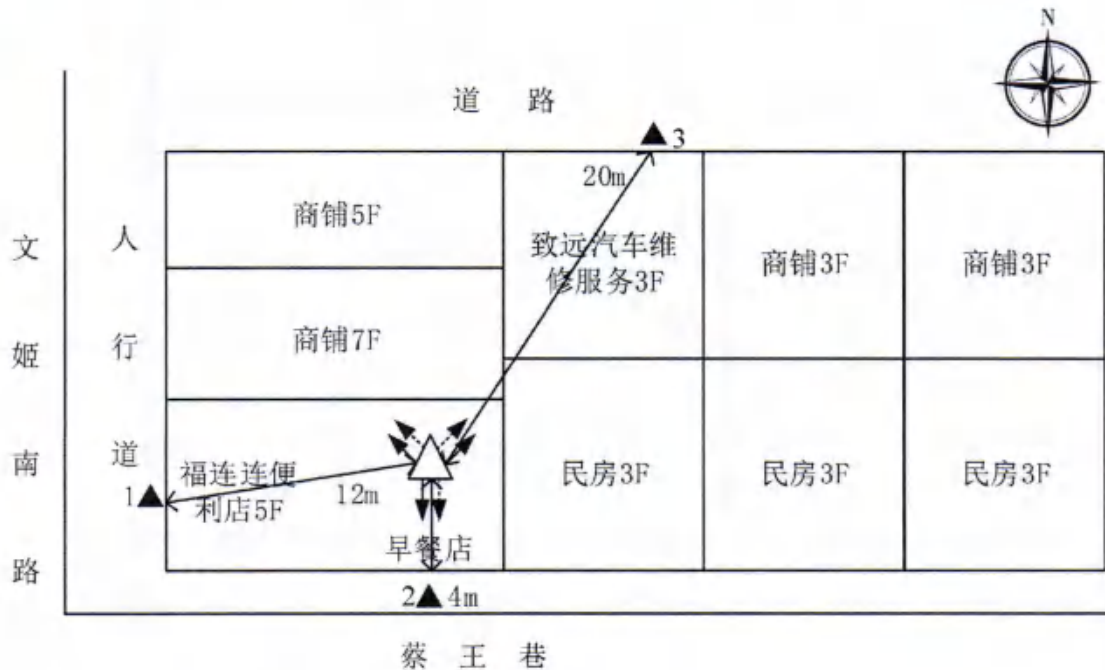 N
道 路
3
20m
商铺5F
致远汽车维
修服务3F
商铺3F
商铺3F
商铺7F
文姬南路
人行道
福连连便
利店5F
1
12m
民房3F
民房3F
民房3F
早餐店
2
4m
蔡 王 巷